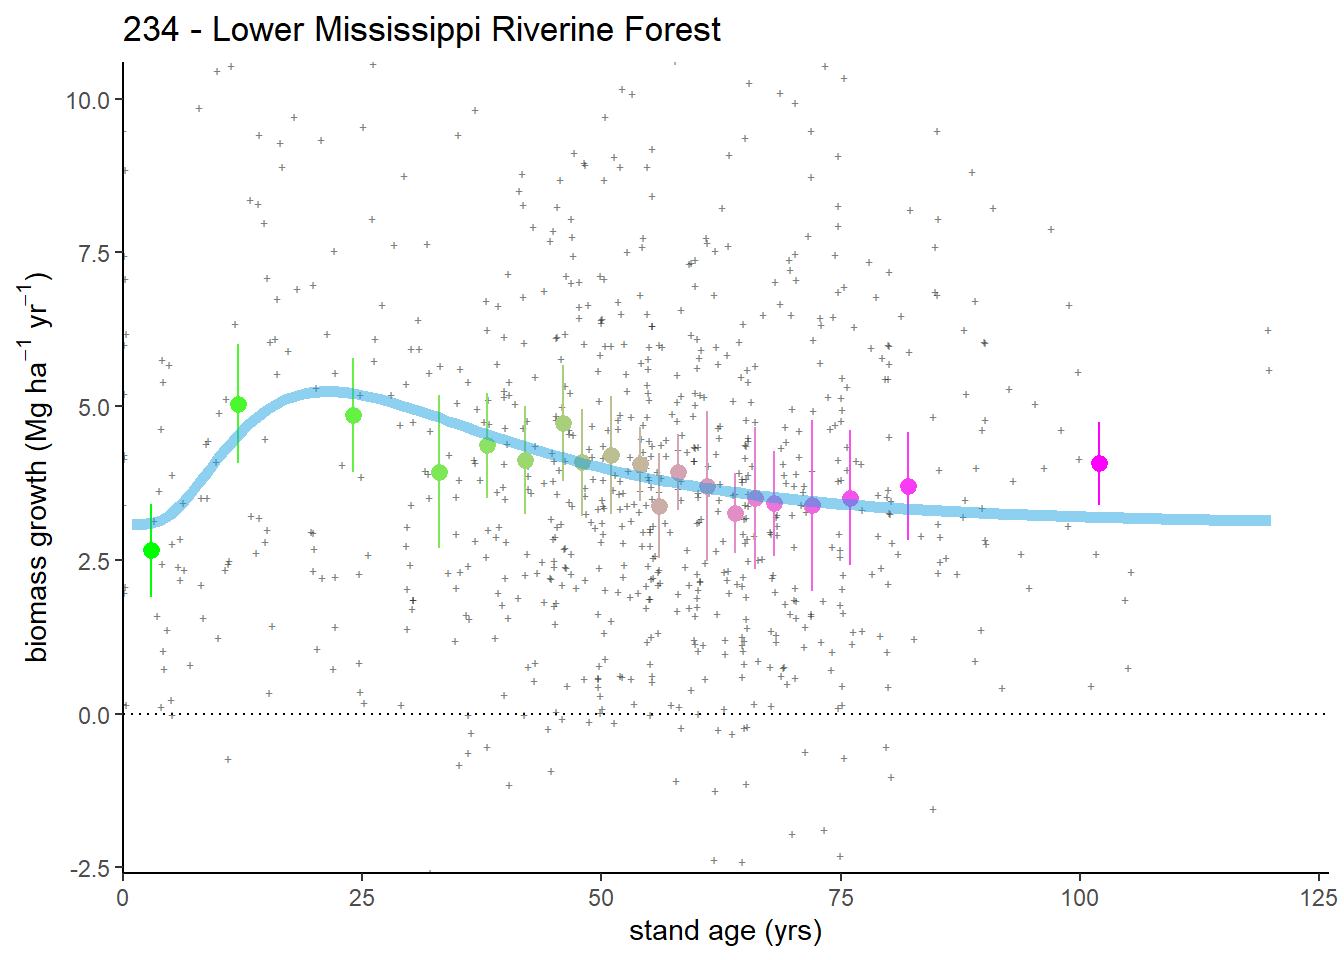 234 - Lower Mississippi Riverine Forest
biomass growth (Mg ha⁻¹ yr⁻¹)
10.0
7.5
5.0
2.5
0.0
-2.5
0 25 50 75 100 125
stand age (yrs)